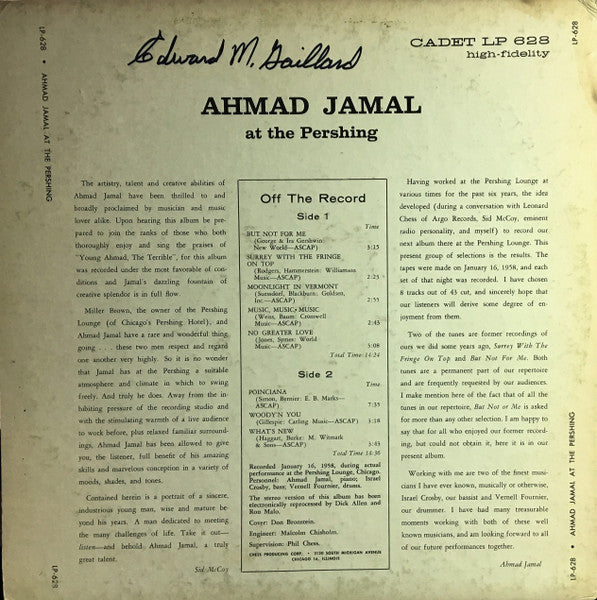 Edward M. Gaillard
CADET LP 628
high-fidelity
AHMAD JAMAL
at the Pershing
LP-628 • AHMAD JAMAL AT THE PERSHING
LP-628
The artistry, talent and creative abilities of
Ahmad Jamal have been thrilled to and
broadly proclaimed by musicians and music
lover alike. Upon hearing this album be pre-
pared to join the ranks of those who both
thoroughly enjoy and sing the praises of
"Young Ahmad, The Terrible", for this
album was recorded under the most favorable of con-
ditions and Jamal's dazzling fountain of
creative splendor is in full flow.
Miller Brown, the owner of the Pershing
Lounge (of Chicago's Pershing Hotel), and
Ahmad Jamal have a rare and wonderful thing
going . . . these two men respect and regard
one another very highly. So it is no wonder
that Jamal has at the Pershing a suitable
atmosphere and climate in which to swing
freely. And truly he does. Away from the in-
hibiting pressure of the recording studio and
with the stimulating warmth of a live audience
to work before, plus relaxed familiar surround-
ings, Ahmad Jamal has been allowed to give
you, the listener, full benefit of his amazing
skills and marvelous conception in a variety of
moods, shades, and tones.
Contained herein is a portrait of a sincere,
industrious young man, wise and mature be-
yond his years. A man dedicated to meeting
the many challenges of life. Take it out—
listen—and behold Ahmad Jamal, a truly
great talent.
Sid McCoy
Off The Record
Side 1
Time
BUT NOT FOR ME
(George & Ira Gershwin:
New World—ASCAP) 3:15
SURREY WITH THE FRINGE
ON TOP
(Rodgers, Hammerstein: Williamson
Music—ASCAP) 2:25
MOONLIGHT IN VERMONT
(Suessdorf, Blackburn: Goldsen,
Inc.—ASCAP) 2:55
MUSIC, MUSIC, MUSIC
(Weiss, Baum: Cromwell
Music—ASCAP) 2:45
NO GREATER LOVE
(Jones, Symes: World
Music—ASCAP) 3:08
Total Time: 14:24
Side 2
Time
POINCIANA
(Simon, Bernier: E. B. Marks—
ASCAP) 7:35
WOODY'N YOU
(Gillespie: Carling Music—ASCAP) 3:18
WHAT'S NEW
(Haggart, Burke: M. Witmark
& Sons—ASCAP) 3:43
Total Time 14:36
Recorded January 16, 1958, during actual
performance at the Pershing Lounge, Chicago.
Personnel: Ahmad Jamal, piano; Israel
Crosby, bass; Vernell Fournier, drums.
The stereo version of this album has been
electronically reprocessed by Dick Allen and
Ron Malo.
Cover: Don Bronstein.
Engineer: Malcolm Chisholm.
Supervision: Phil Chess.
CHESS PRODUCING CORP. • 2120 SOUTH MICHIGAN AVENUE
CHICAGO 16, ILLINOIS
Having worked at the Pershing Lounge at
various times for the past six years, the idea
developed (during a conversation with Leonard
Chess of Argo Records, Sid McCoy, eminent
radio personality, and myself) to record our
next album there at the Pershing Lounge. This
present group of selections is the results. The
tapes were made on January 16, 1958, and each
set of that night was recorded. I have chosen
8 tracks out of 43 cut, and sincerely hope that
our listeners will derive some degree of en-
joyment from them.
Two of the tunes are former recordings of
ours we did some years ago, Surrey With The
Fringe On Top and But Not For Me. Both
tunes are a permanent part of our repertoire
and are frequently requested by our audiences.
I make mention here of the fact that of all the
tunes in our repertoire, But Not or Me is asked
for more than any other selection. I am happy to
say that for all who enjoyed our former record-
ing, but could not obtain it, here it is in our
present album.
Working with me are two of the finest musi-
cians I have ever known, musically or otherwise,
Israel Crosby, our bassist and Vernell Fournier,
our drummer. I have had many treasurable
moments working with both of these well
known musicians, and am looking forward to all
of our future performances together.
Ahmad Jamal
LP-628
LP-628 • AHMAD JAMAL AT THE PERSHING